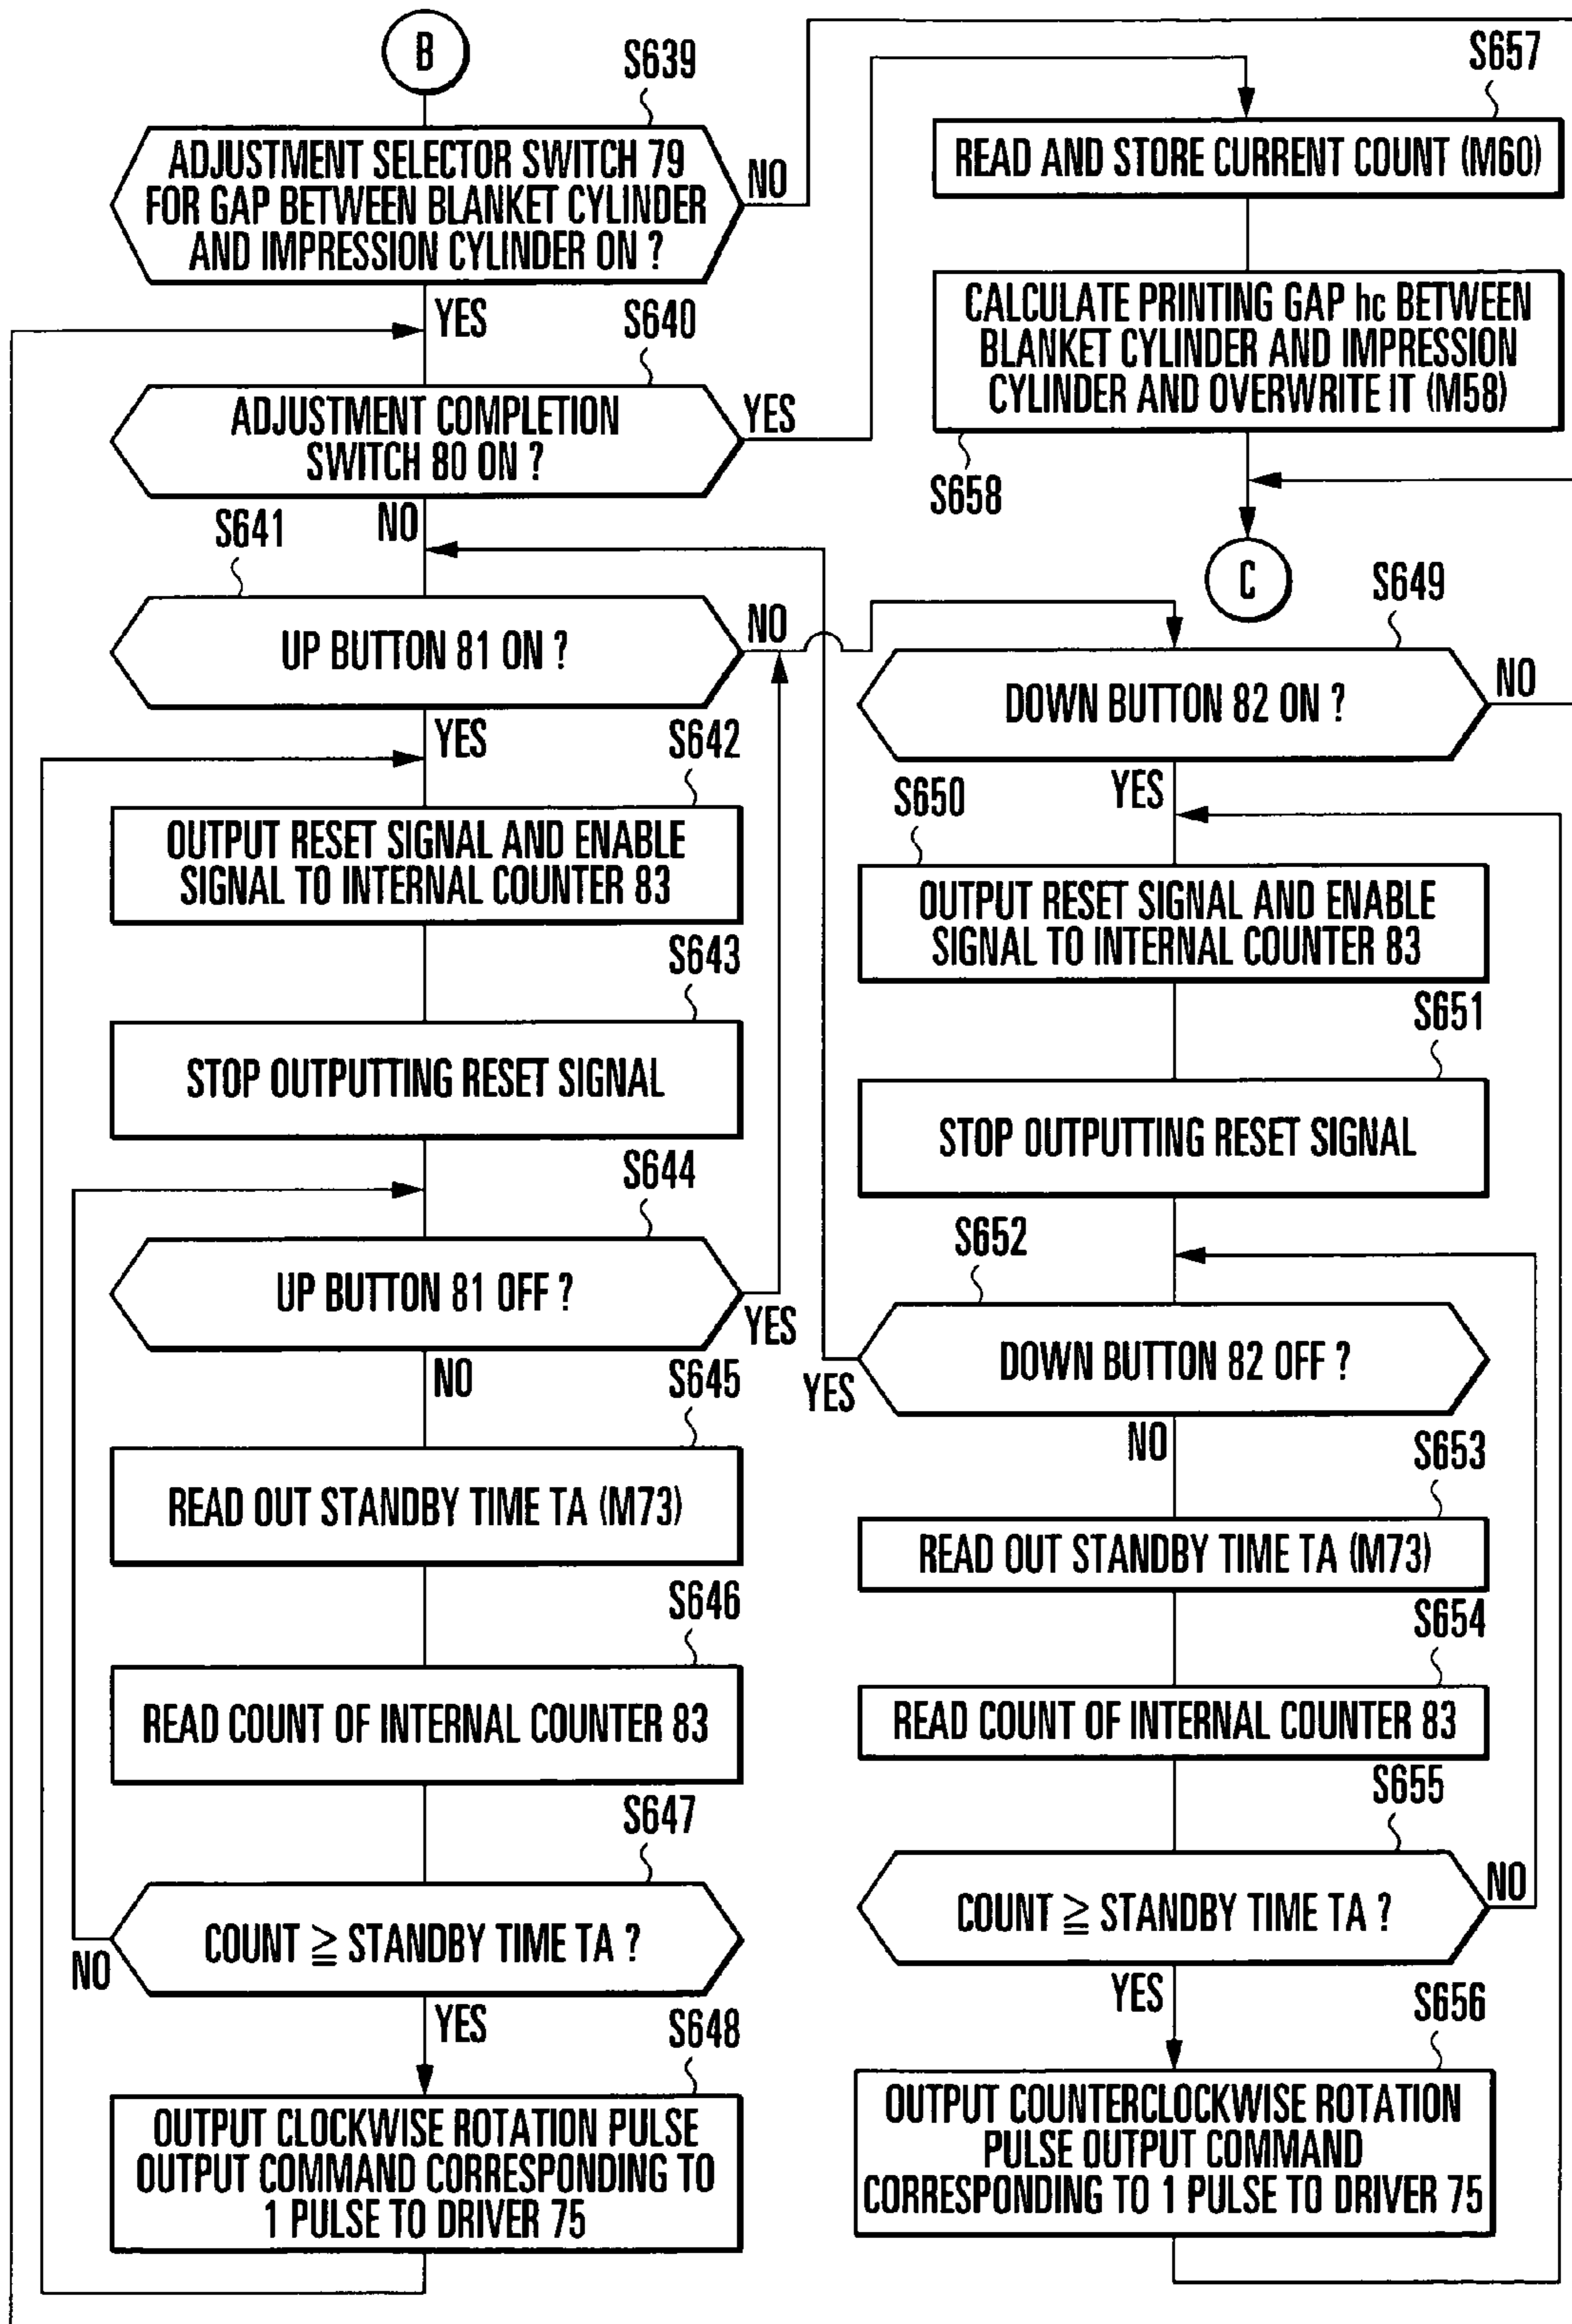 B
S639
ADJUSTMENT SELECTOR SWITCH 79
FOR GAP BETWEEN BLANKET CYLINDER
AND IMPRESSION CYLINDER ON ?
NO
YES
S640
ADJUSTMENT COMPLETION
SWITCH 80 ON ?
YES
NO
S641
UP BUTTON 81 ON ?
NO
YES
S642
OUTPUT RESET SIGNAL AND ENABLE
SIGNAL TO INTERNAL COUNTER 83
S643
STOP OUTPUTTING RESET SIGNAL
S644
UP BUTTON 81 OFF ?
YES
NO
S645
READ OUT STANDBY TIME TA (M73)
S646
READ COUNT OF INTERNAL COUNTER 83
S647
COUNT ≧ STANDBY TIME TA ?
NO
YES
S648
OUTPUT CLOCKWISE ROTATION PULSE
OUTPUT COMMAND CORRESPONDING TO
1 PULSE TO DRIVER 75
S657
READ AND STORE CURRENT COUNT (M60)
CALCULATE PRINTING GAP hc BETWEEN
BLANKET CYLINDER AND IMPRESSION
CYLINDER AND OVERWRITE IT (M58)
S658
C
S649
DOWN BUTTON 82 ON ?
NO
YES
S650
OUTPUT RESET SIGNAL AND ENABLE
SIGNAL TO INTERNAL COUNTER 83
S651
STOP OUTPUTTING RESET SIGNAL
S652
DOWN BUTTON 82 OFF ?
YES
NO
S653
READ OUT STANDBY TIME TA (M73)
S654
READ COUNT OF INTERNAL COUNTER 83
S655
COUNT ≧ STANDBY TIME TA ?
NO
YES
S656
OUTPUT COUNTERCLOCKWISE ROTATION
PULSE OUTPUT COMMAND
CORRESPONDING TO 1 PULSE TO DRIVER 75